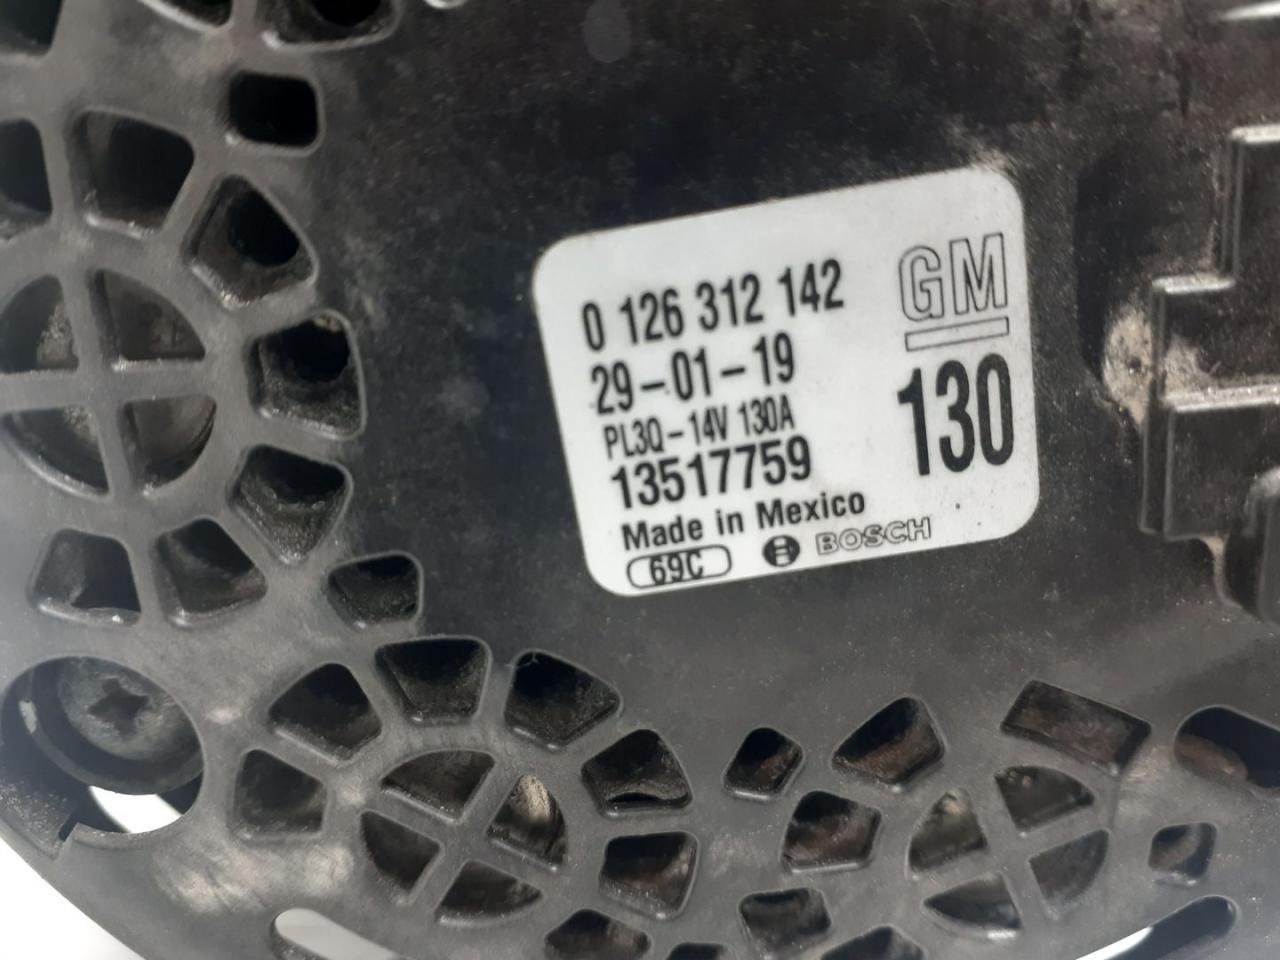 0 126 312 142
29-01-19
PL3Q-14V 130A
13517759
Made in Mexico
69C BOSCH
GM
130